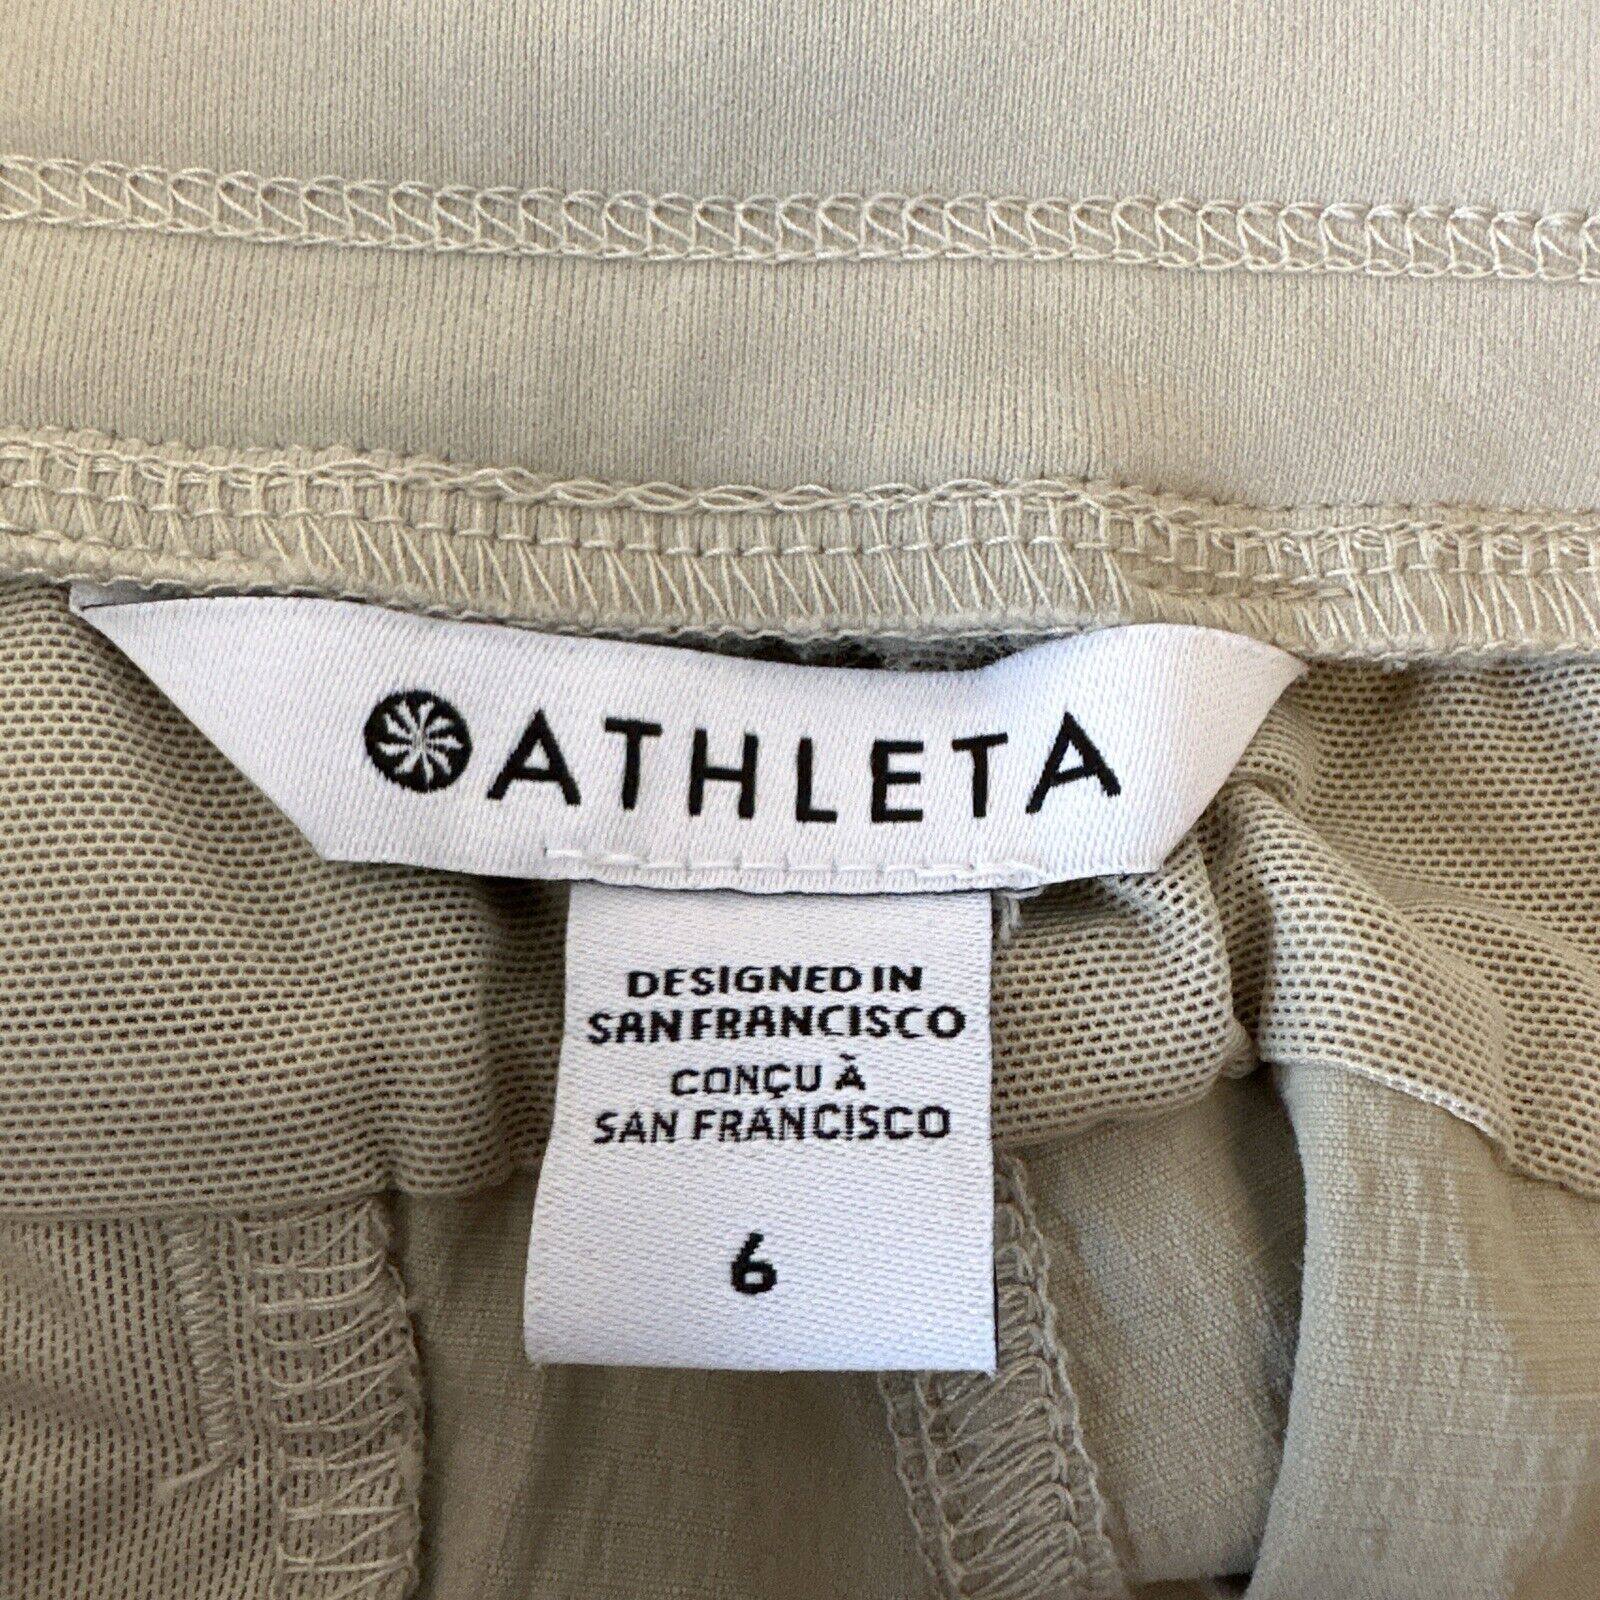 ATHLETA
DESIGNED IN
SAN FRANCISCO
CONÇU À
SAN FRANCISCO
6